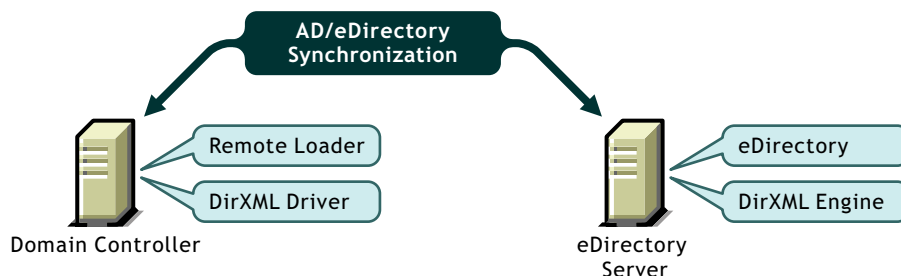 AD/eDirectory
Synchronization
Remote Loader
DirXML Driver
Domain Controller
eDirectory
DirXML Engine
eDirectory
Server